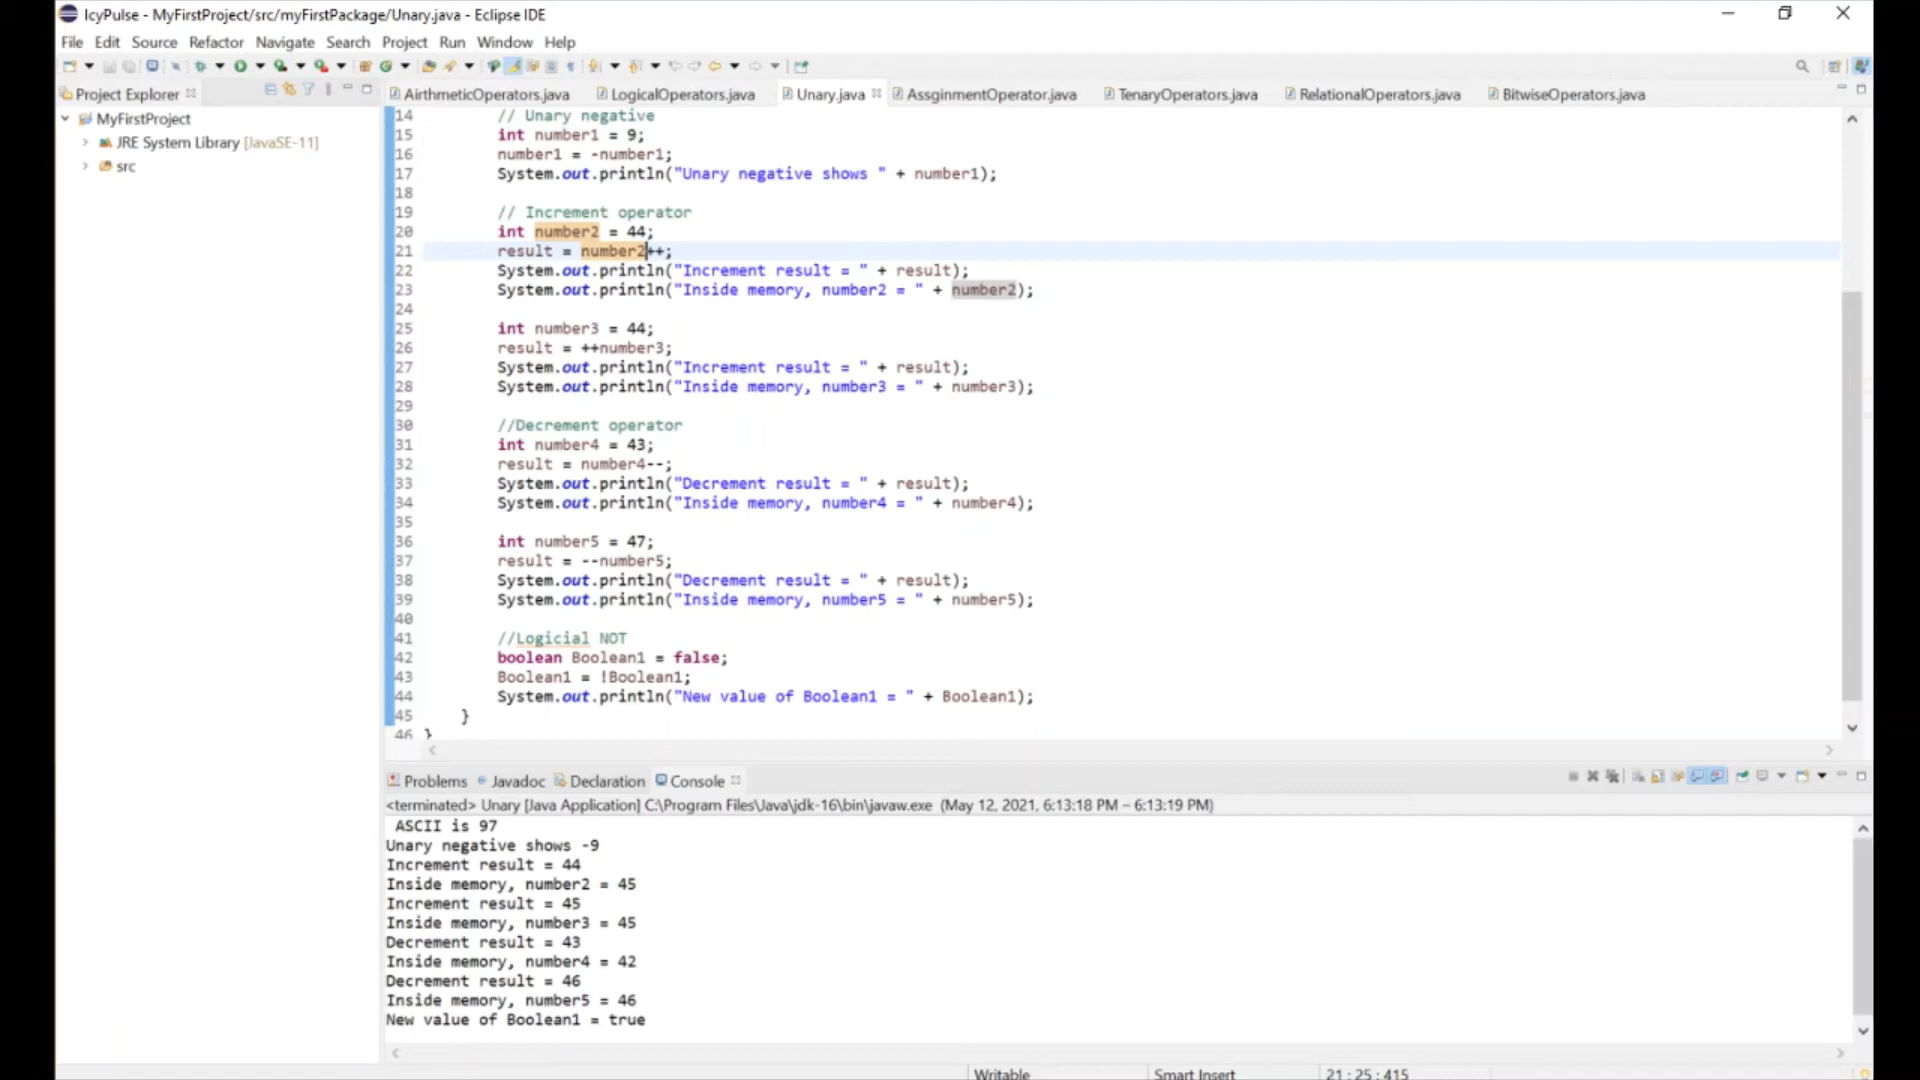 IcyPulse - MyFirstProject/src/myFirstPackage/Unary.java - Eclipse IDE
File Edit Source Refactor Navigate Search Project Run Window Help
Project Explorer
MyFirstProject
JRE System Library [JavaSE-11]
src
AirthmeticOperators.java LogicalOperators.java Unary.java AssginmentOperator.java TenaryOperators.java RelationalOperators.java BitwiseOperators.java
14 // Unary negative
15 int number1 = 9;
16 number1 = -number1;
17 System.out.println("Unary negative shows " + number1);
18
19 // Increment operator
20 int number2 = 44;
21 result = number2++;
22 System.out.println("Increment result = " + result);
23 System.out.println("Inside memory, number2 = " + number2);
24
25 int number3 = 44;
26 result = ++number3;
27 System.out.println("Increment result = " + result);
28 System.out.println("Inside memory, number3 = " + number3);
29
30 //Decrement operator
31 int number4 = 43;
32 result = number4--;
33 System.out.println("Decrement result = " + result);
34 System.out.println("Inside memory, number4 = " + number4);
35
36 int number5 = 47;
37 result = --number5;
38 System.out.println("Decrement result = " + result);
39 System.out.println("Inside memory, number5 = " + number5);
40
41 //Logicial NOT
42 boolean Boolean1 = false;
43 Boolean1 = !Boolean1;
44 System.out.println("New value of Boolean1 = " + Boolean1);
45 }
46 }
Problems Javadoc Declaration Console
<terminated> Unary [Java Application] C:\Program Files\Java\jdk-16\bin\javaw.exe (May 12, 2021, 6:13:18 PM – 6:13:19 PM)
ASCII is 97
Unary negative shows -9
Increment result = 44
Inside memory, number2 = 45
Increment result = 45
Inside memory, number3 = 45
Decrement result = 43
Inside memory, number4 = 42
Decrement result = 46
Inside memory, number5 = 46
New value of Boolean1 = true
Writable Smart Insert 21 : 25 : 415